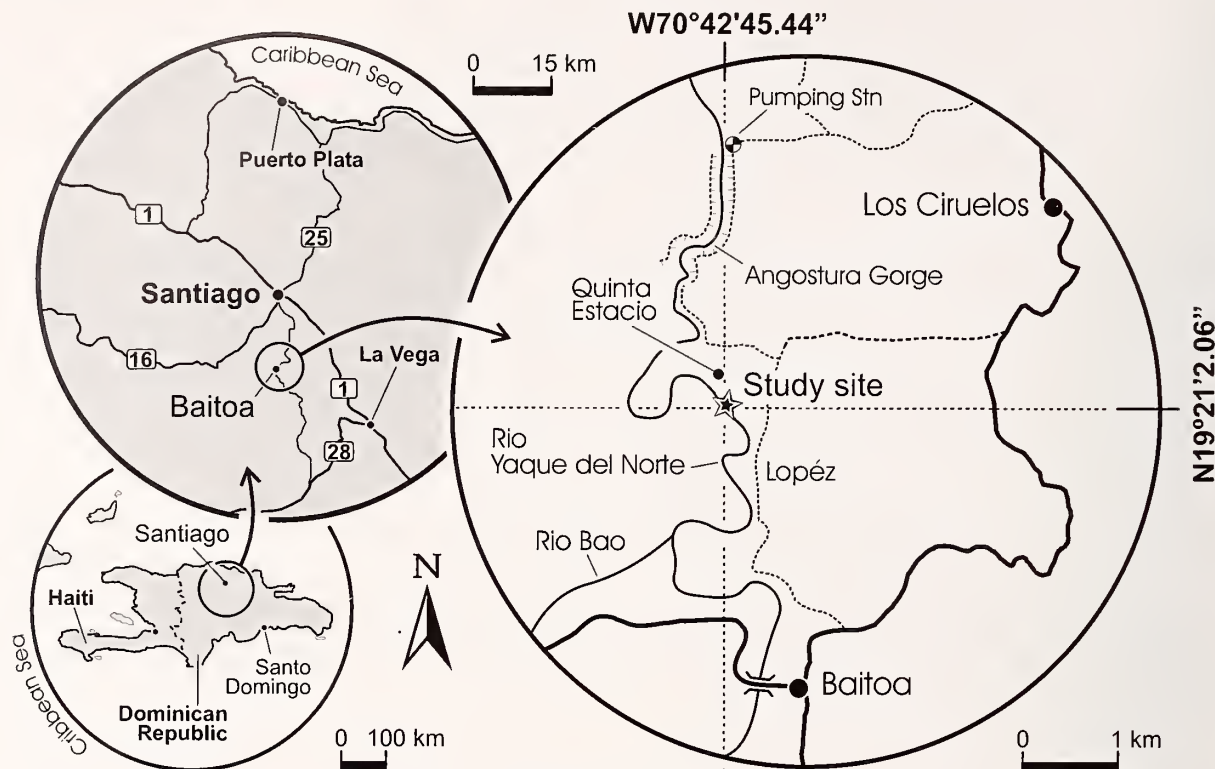 W70°42'45.44”
Caribbean Sea
0 15 km
Pumping Stn
Puerto Plata
1
25
Los Ciruelos
Angostura Gorge
Santiago
Quinta
Estacio
16
La Vega
1
Baitoa
28
Study site
N19°21'2.06”
Rio
Yaque del Norte
Lopéz
Rio Bao
Santiago
N
Haiti
Santo
Domingo
Dominican
Republic
Cribbean Sea
Baitoa
0 100 km
0 1 km